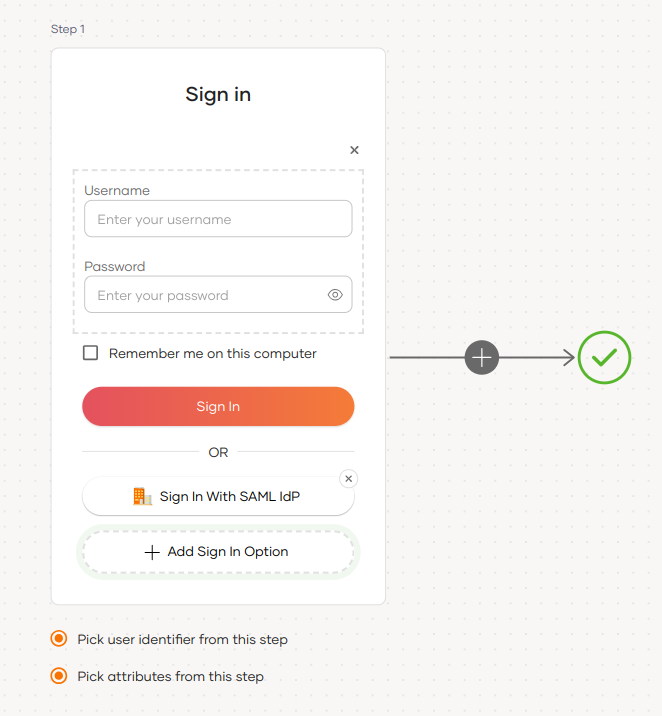 Step 1
Sign in
Username
Enter your username
Password
Enter your password
Remember me on this computer
Sign In
OR
Sign In With SAML IdP
Add Sign In Option
Pick user identifier from this step
Pick attributes from this step